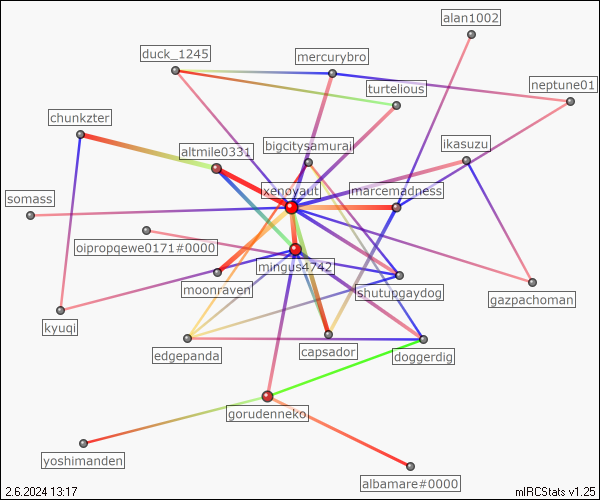 alan1002
duck_1245
mercurybro
neptune01
turtelious
chunkzter
bigcitysamurai
ikasuzu
altmile0331
xenoyaut
marcemadness
somass
oipropqewe0171#0000
mingus4742
moonraven
shutupgaydog
gazpachoman
kyuqi
edgepanda
capsador
doggerdig
gorudenneko
yoshimanden
albamare#0000
2.6.2024 13:17
mIRCStats v1.25